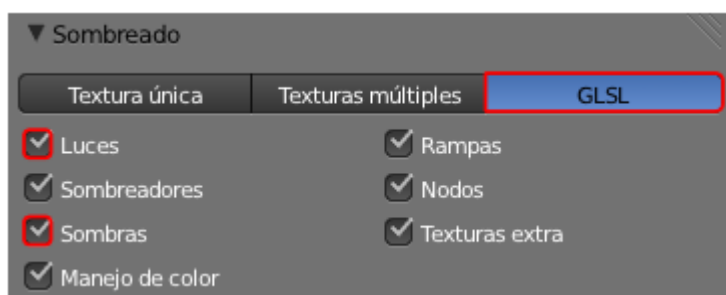 Sombreado
Textura única Texturas múltiples GLSL
Luces Rampas
Sombreadores Nodos
Sombras Texturas extra
Manejo de color